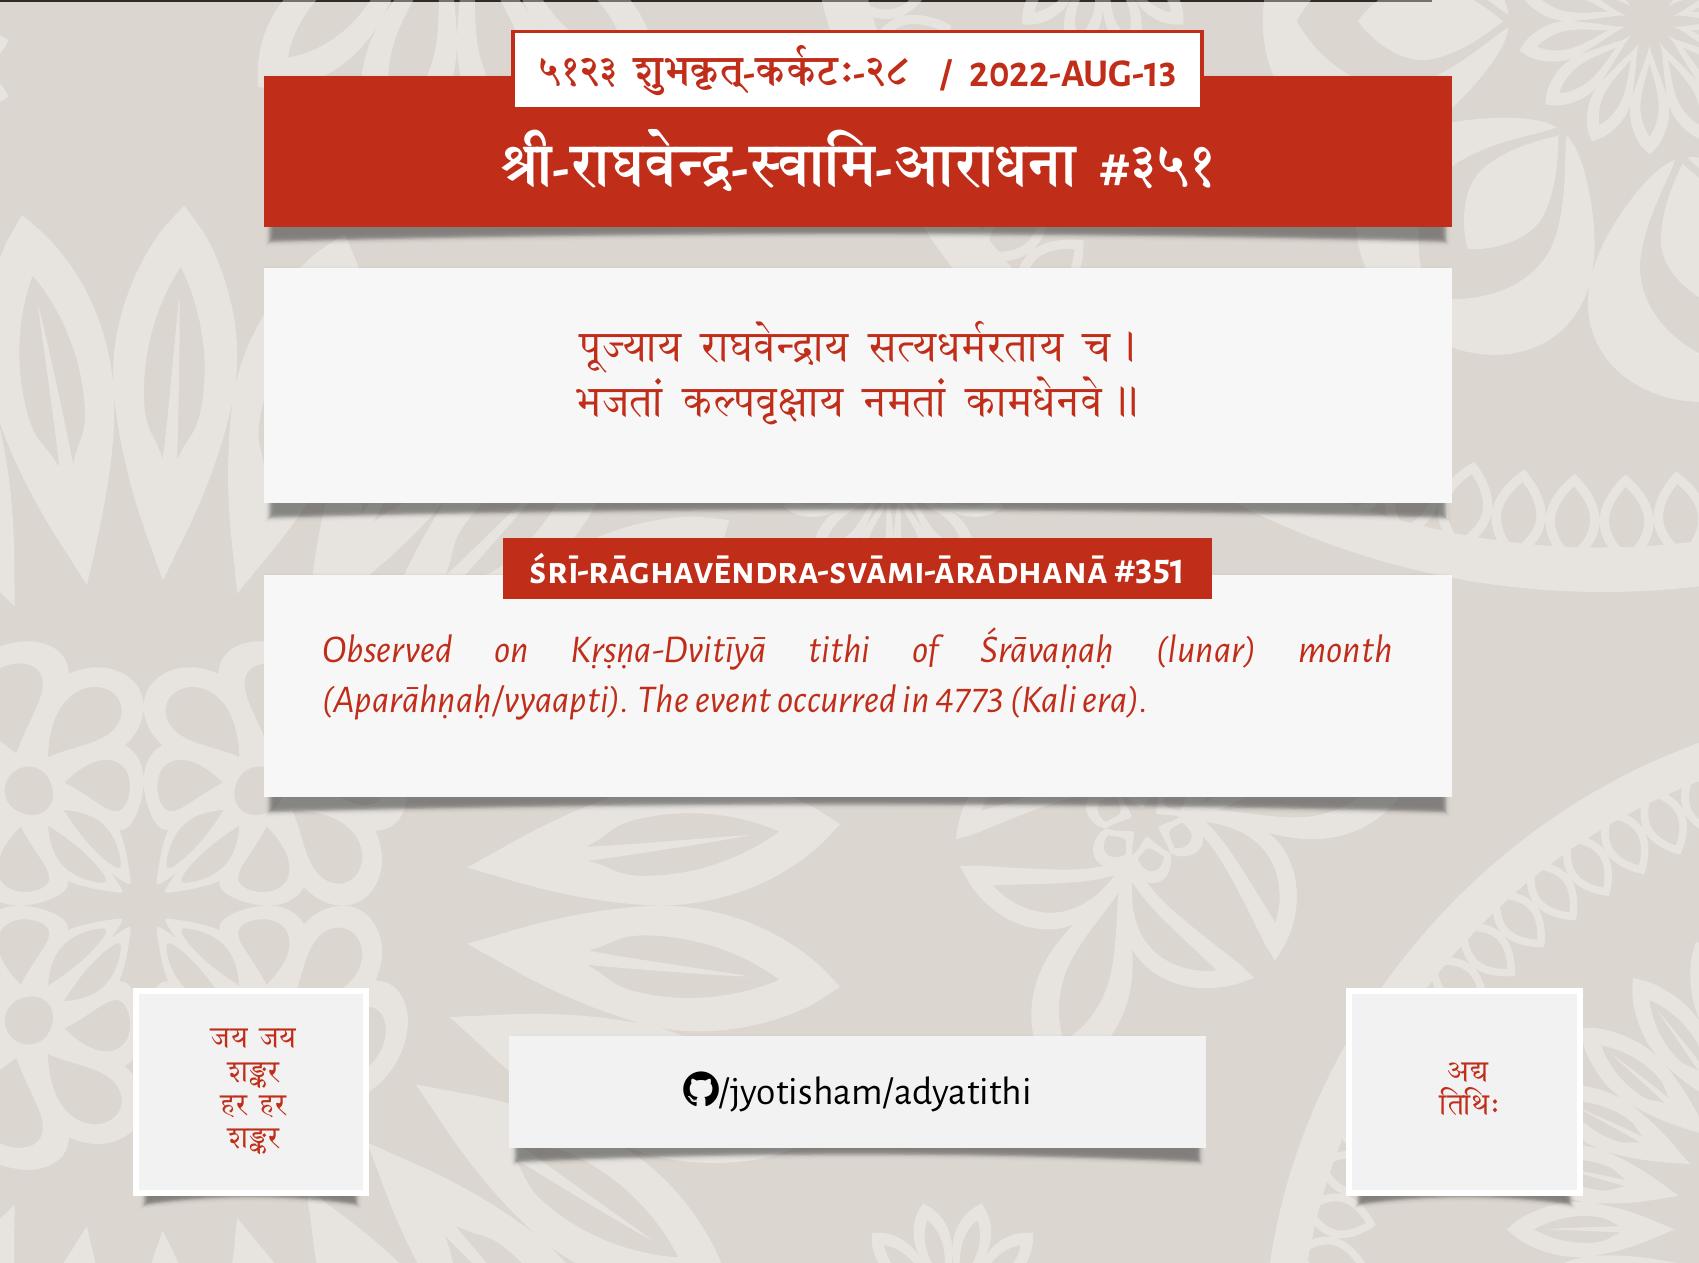 ५१२३ शुभकृत्-कर्कटः-२८ / 2022-AUG-13
श्री-राघवेन्द्र-स्वामि-आराधना #३५१
पूज्याय राघवेन्द्राय सत्यधर्मरताय च।
भजतां कल्पवृक्षाय नमतां कामधेनवे॥
ŚRĪ-RĀGHAVĒNDRA-SVĀMI-ĀRĀDHANĀ #351
Observed on Kṛṣṇa-Dvitīyā tithi of Śrāvaṇaḥ (lunar) month
(Aparāhṇaḥ/vyaapti). The event occurred in 4773 (Kali era).
जय जय
शङ्कर
हर हर
शङ्कर
/jyotisham/adyatithi
अद्य
तिथिः